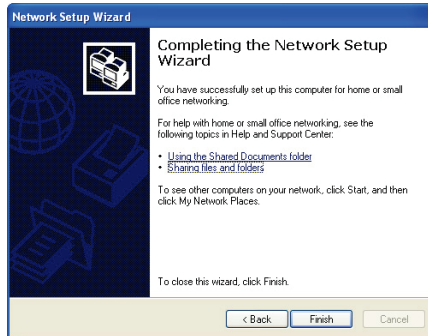 Network Setup Wizard
Completing the Network Setup
Wizard
You have successfully set up this computer for home or small
office networking.
For help with home or small office networking, see the
following topics in Help and Support Center:
• Using the Shared Documents folder
• Sharing files and folders
To see other computers on your network, click Start, and then
click My Network Places.
To close this wizard, click Finish.
< Back
Finish
Cancel